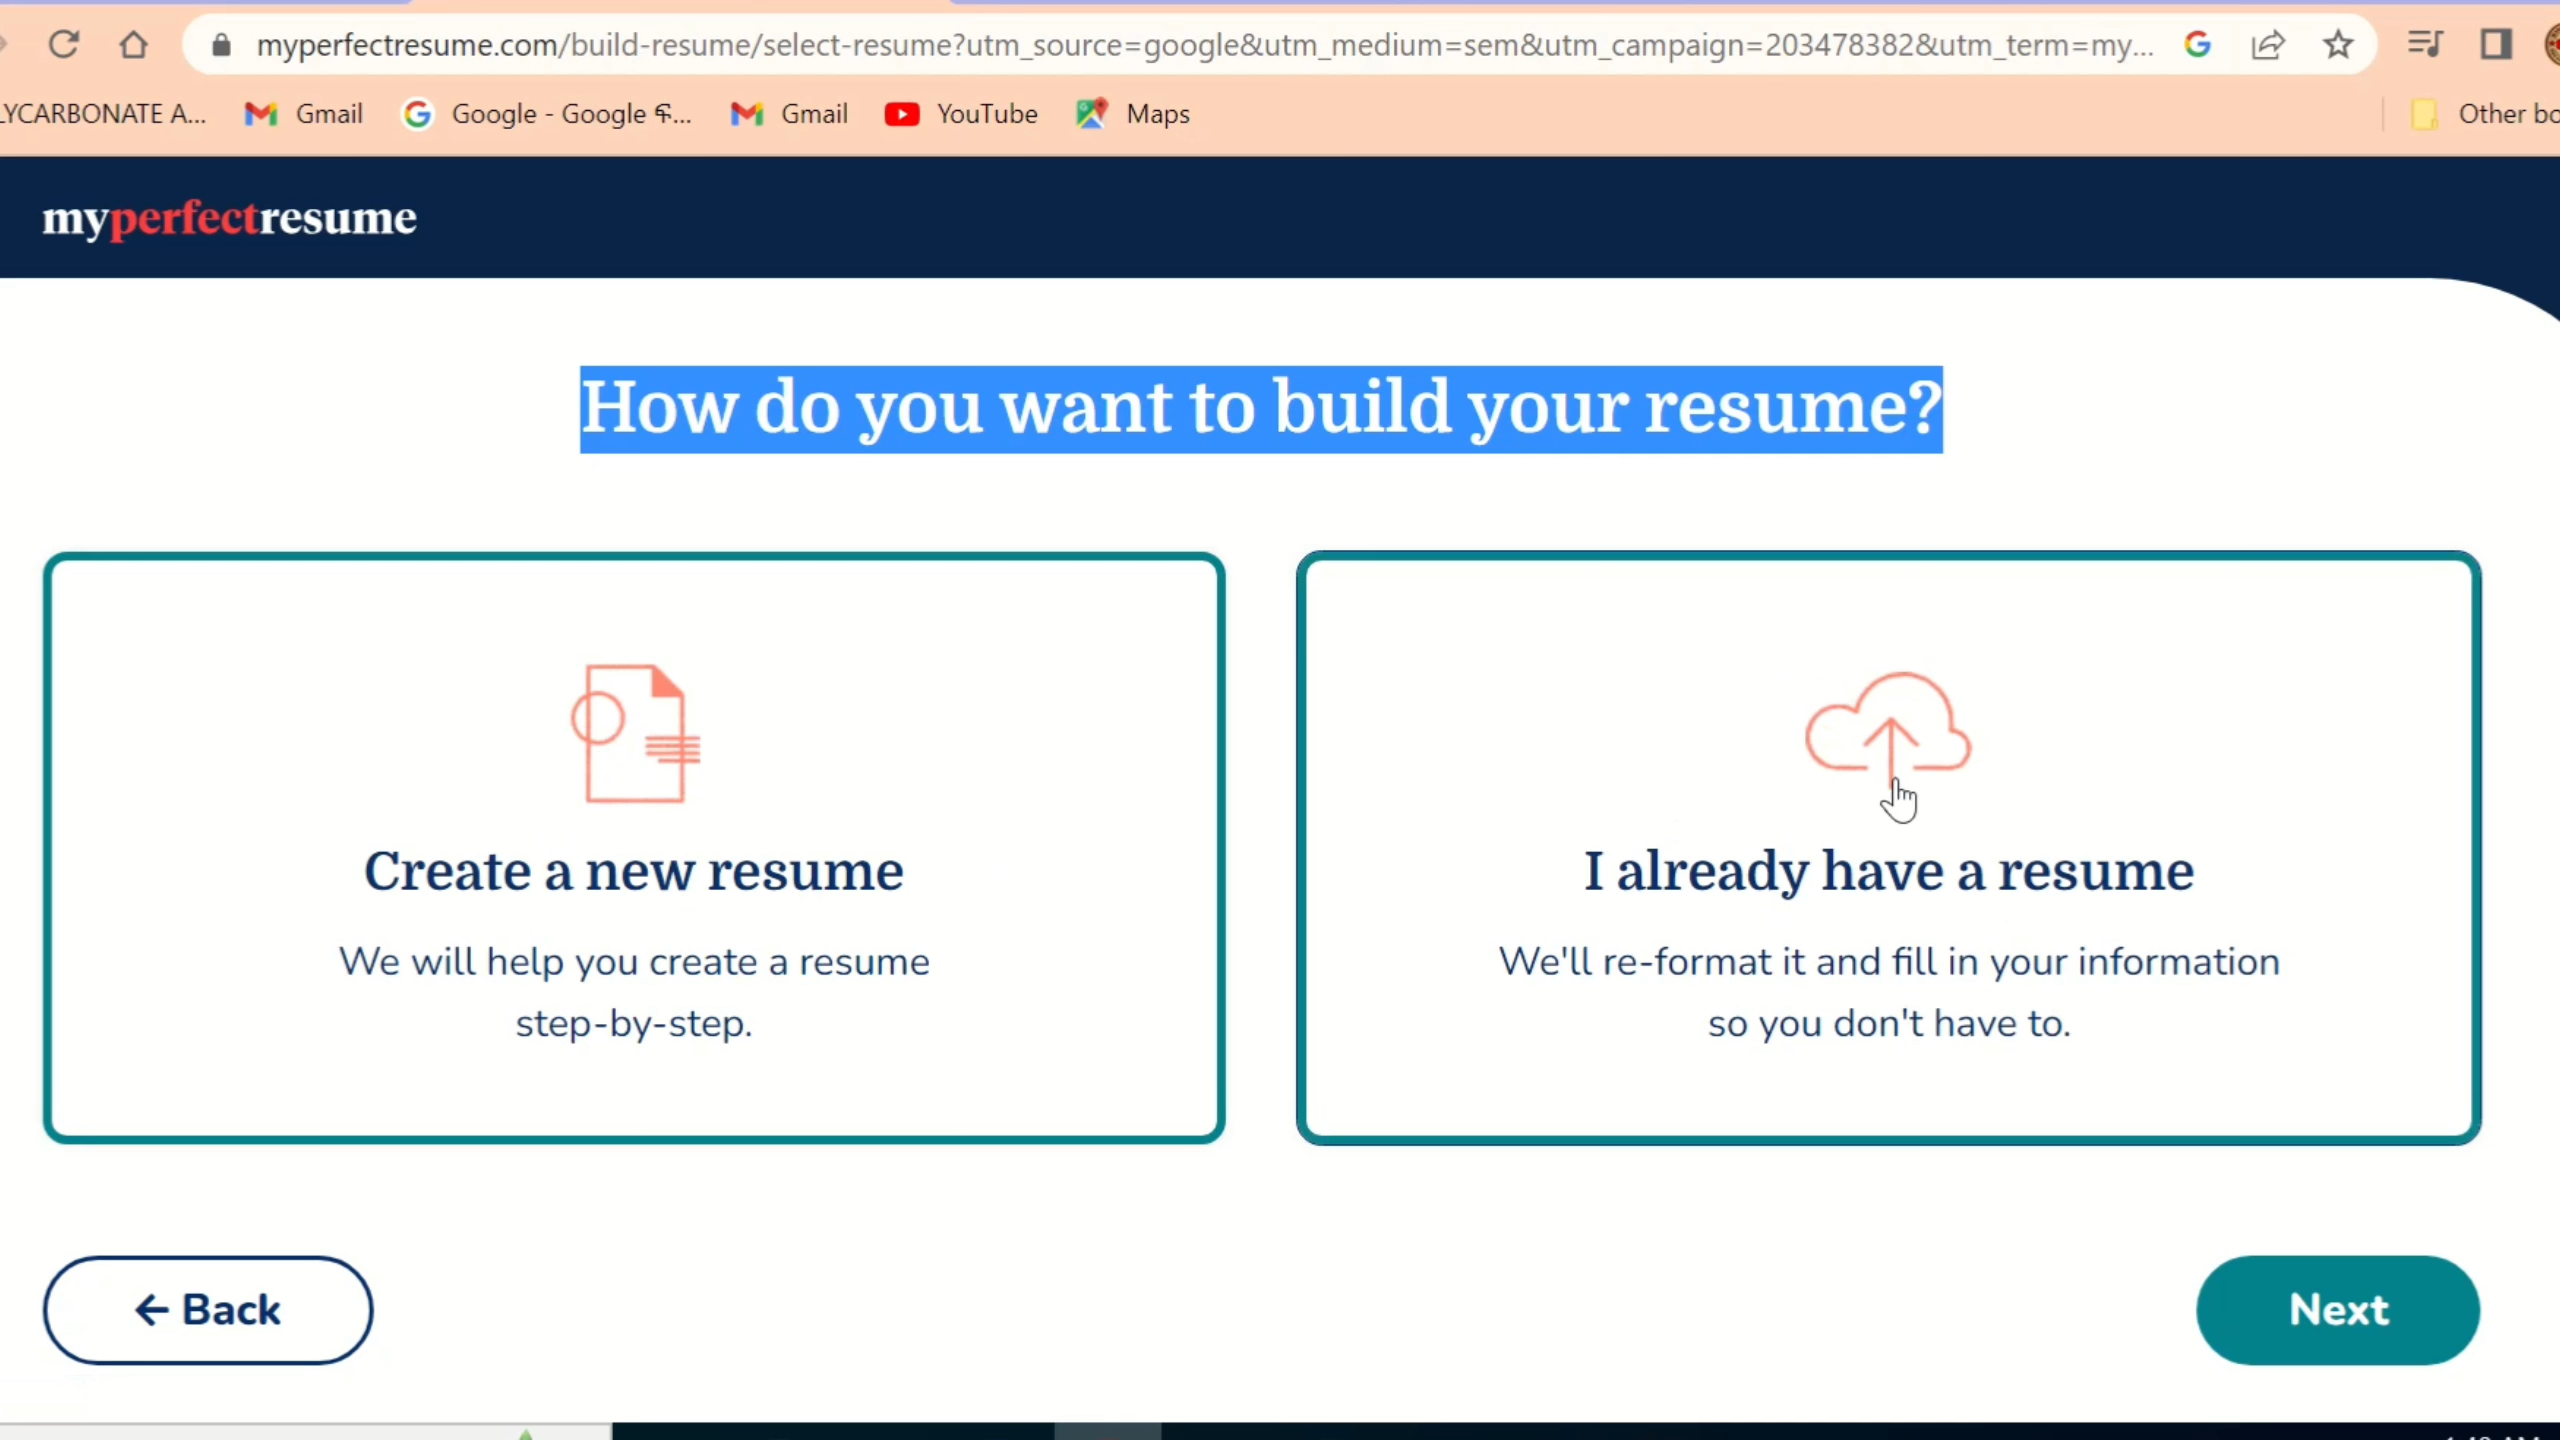 myperfectresume.com/build-resume/select-resume?utm_source=google&utm_medium=sem&utm_campaign=203478382&utm_term=my...
LYCARBONATE A...
Gmail
Google - Google
Gmail
YouTube
Maps
Other bo
myperfectresume
How do you want to build your resume?
Create a new resume
We will help you create a resume
step-by-step.
I already have a resume
We'll re-format it and fill in your information
so you don't have to.
← Back
Next